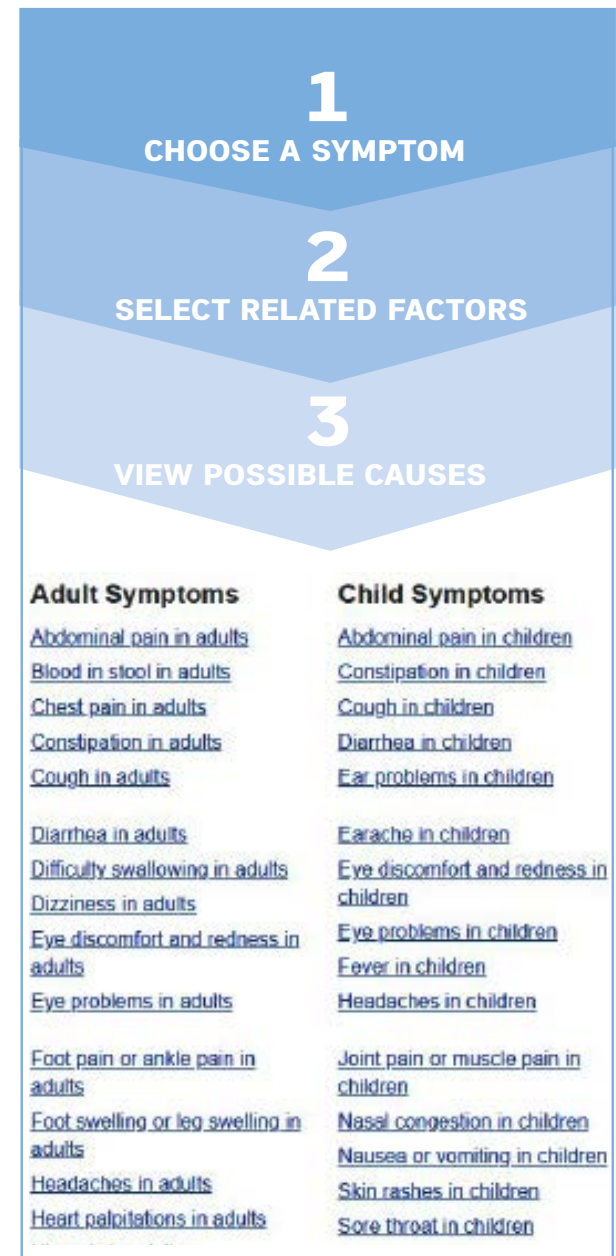 1
CHOOSE A SYMPTOM
2
SELECT RELATED FACTORS
3
VIEW POSSIBLE CAUSES
Adult Symptoms
Abdominal pain in adults
Blood in stool in adults
Chest pain in adults
Constipation in adults
Cough in adults
Diarrhea in adults
Difficulty swallowing in adults
Dizziness in adults
Eye discomfort and redness in
adults
Eye problems in adults
Foot pain or ankle pain in
adults
Foot swelling or leg swelling in
adults
Headaches in adults
Heart palpitations in adults
Child Symptoms
Abdominal pain in children
Constipation in children
Cough in children
Diarrhea in children
Ear problems in children
Earache in children
Eye discomfort and redness in
children
Eye problems in children
Fever in children
Headaches in children
Joint pain or muscle pain in
children
Nasal congestion in children
Nausea or vomiting in children
Skin rashes in children
Sore throat in children